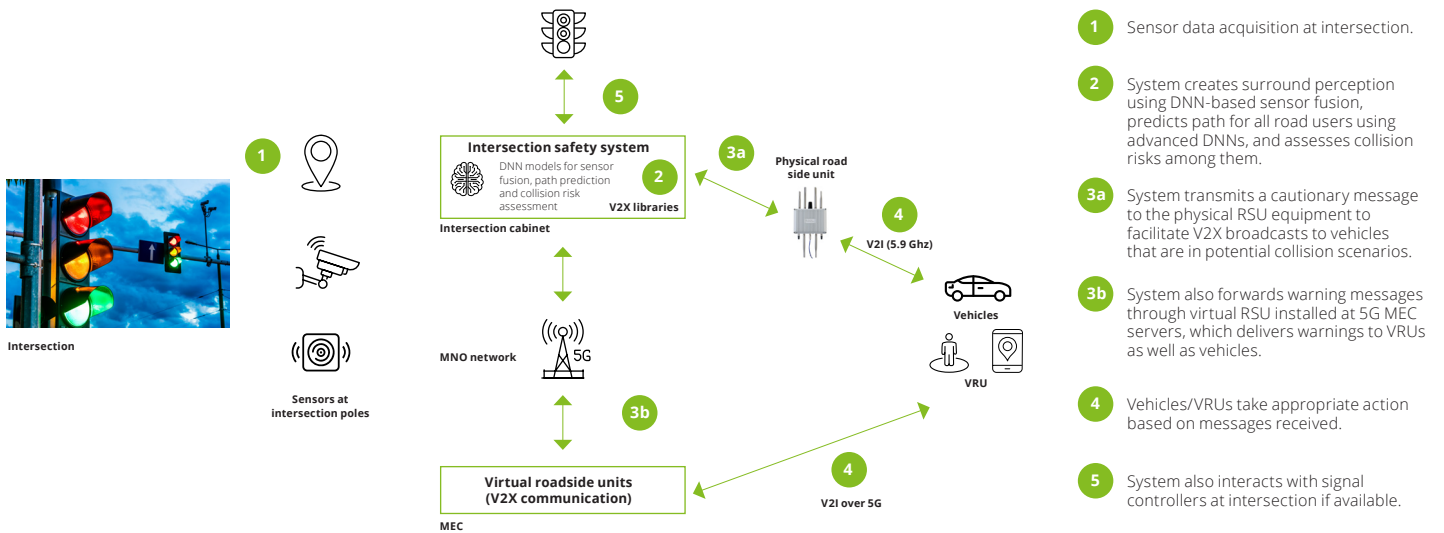 Intersection
1
Sensors at
intersection poles
5
Intersection safety system
DNN models for sensor
fusion, path prediction
and collision risk
assessment
2
V2X libraries
Intersection cabinet
MNO network
5G
3b
Virtual roadside units
(V2X communication)
MEC
3a
Physical road
side unit
4
V2I (5.9 Ghz)
Vehicles
VRU
4
V2I over 5G
1
Sensor data acquisition at intersection.
2
System creates surround perception
using DNN-based sensor fusion,
predicts path for all road users using
advanced DNNs, and assesses collision
risks among them.
3a
System transmits a cautionary message
to the physical RSU equipment to
facilitate V2X broadcasts to vehicles
that are in potential collision scenarios.
3b
System also forwards warning messages
through virtual RSU installed at 5G MEC
servers, which delivers warnings to VRUs
as well as vehicles.
4
Vehicles/VRUs take appropriate action
based on messages received.
5
System also interacts with signal
controllers at intersection if available.